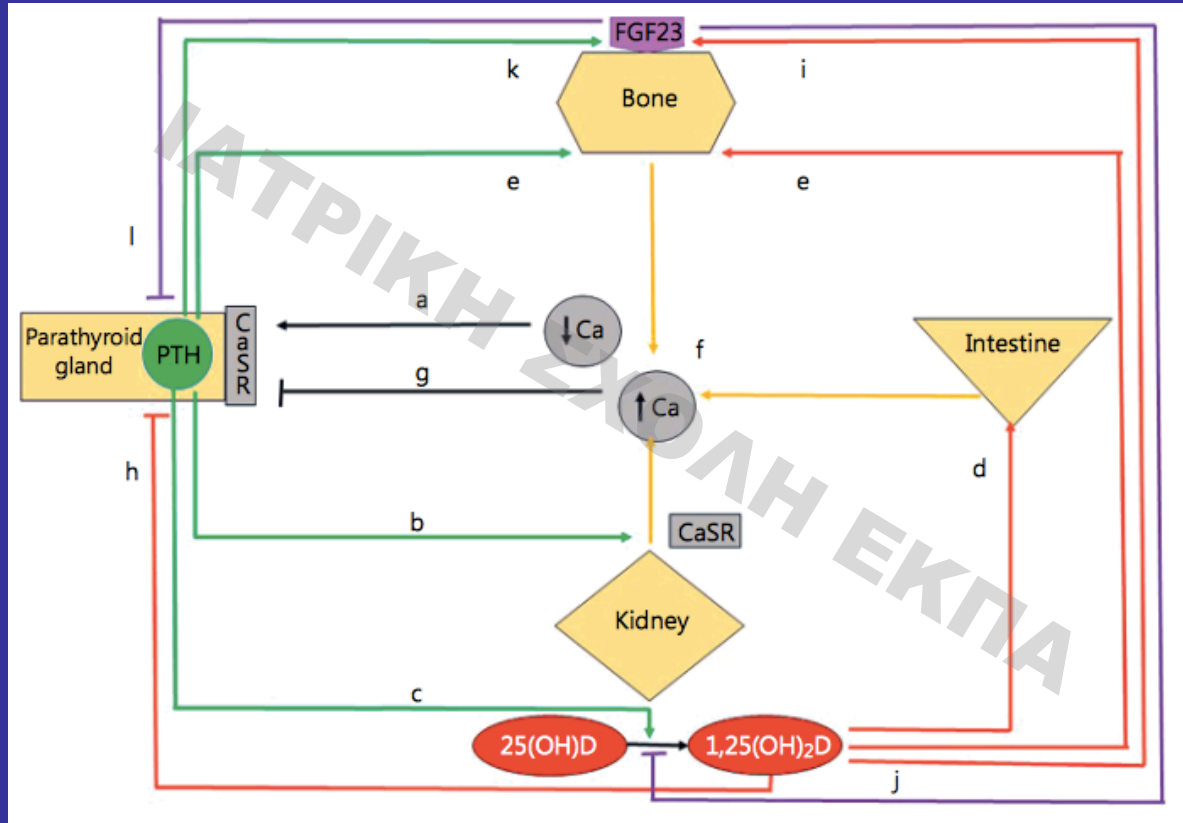 FGF23
k
i
Bone
e
e
l
a
↓Ca
Parathyroid
gland
PTH
CaSR
g
f
↑Ca
Intestine
h
d
b
CaSR
Kidney
c
25(OH)D
1,25(OH)₂D
j
ΙΑΤΡΙΚΗ ΣΧΟΛΗ ΕΚΠΑ